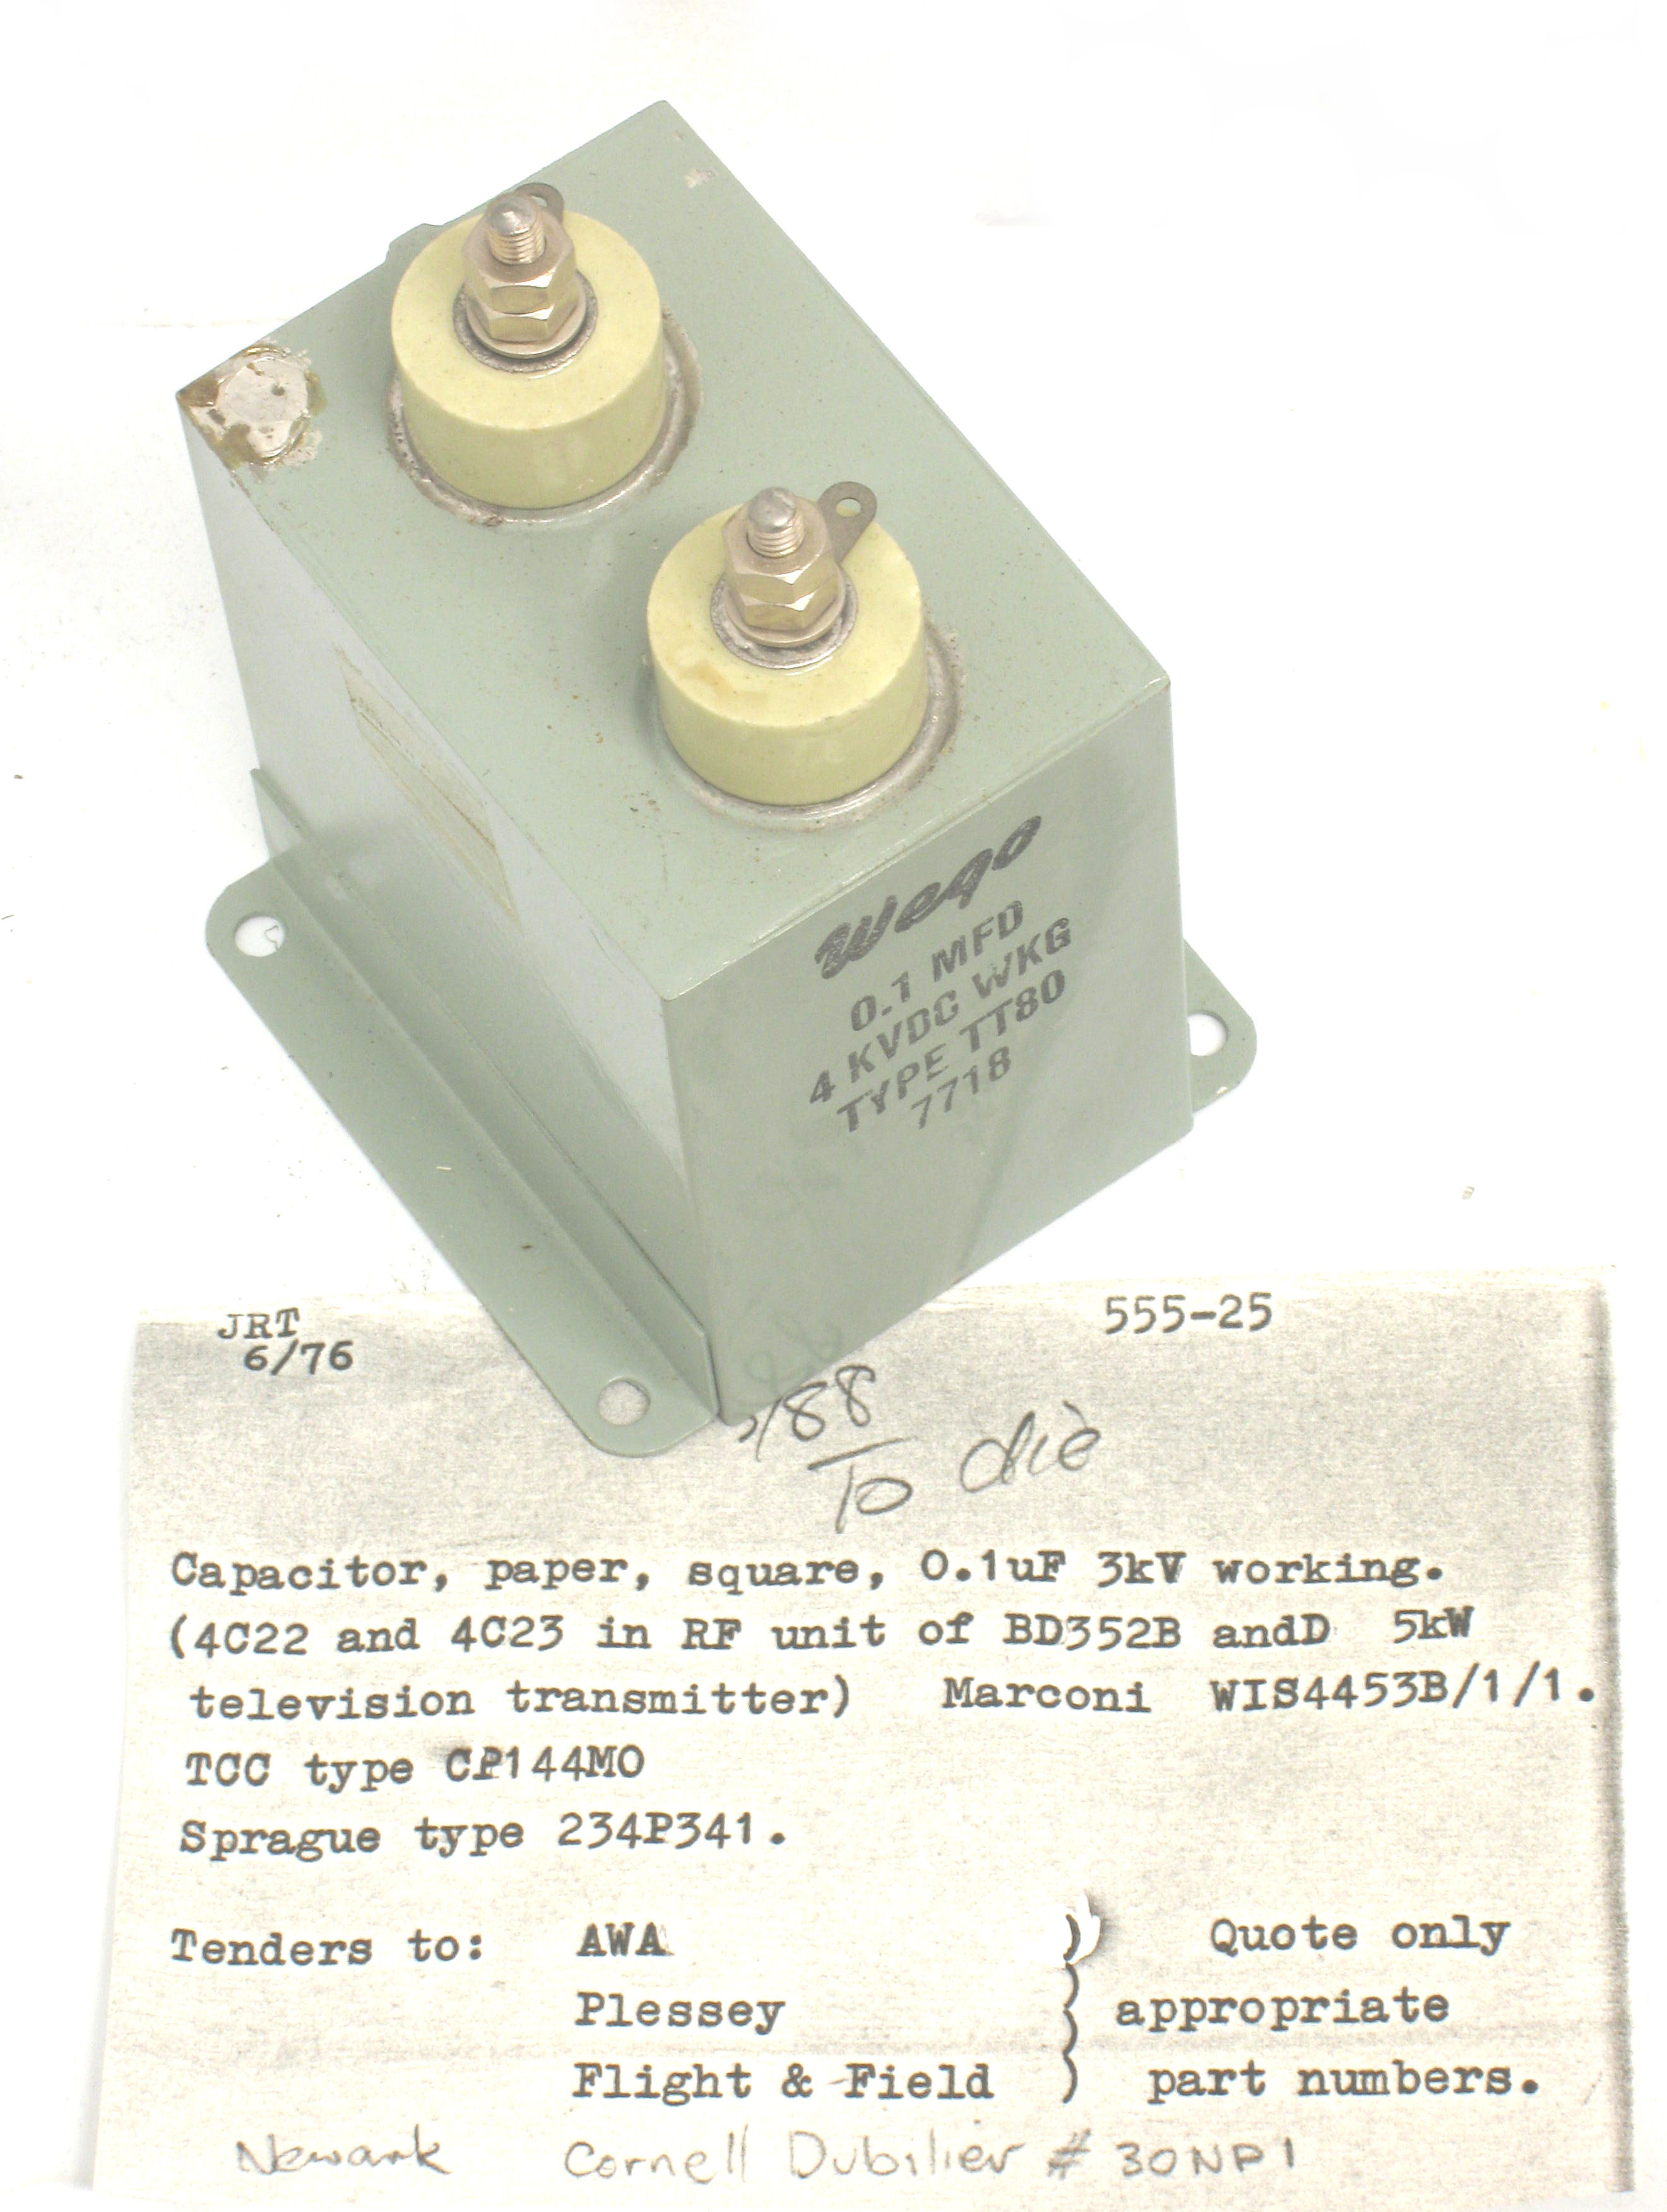 Wego
0.1 MFD
4 KVDC WKG
TYPE TT80
7718
JRT
6/76
555-25
/88
To die
Capacitor, paper, square, 0.1uF 3kV working.
(4C22 and 4C23 in RF unit of BD352B andD 5kW
television transmitter) Marconi WIS4453B/1/1.
TCC type CP144MO
Sprague type 234P341.
Tenders to: AWA ) Quote only
Plessey ) appropriate
Flight & Field ) part numbers.
Newark Cornell Dubilier # 30NP1